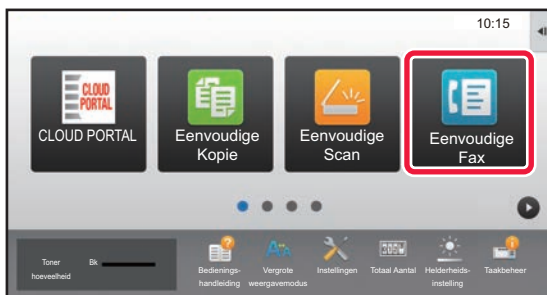 10:15
CLOUD
PORTAL
CLOUD PORTAL
Eenvoudige
Kopie
Eenvoudige
Scan
Eenvoudige
Fax
Toner
hoeveelheid
Bk
Bedienings-
handleiding
Vergrote
weergavemodus
Instellingen
Totaal Aantal
Helderheids-
instelling
Taakbeheer